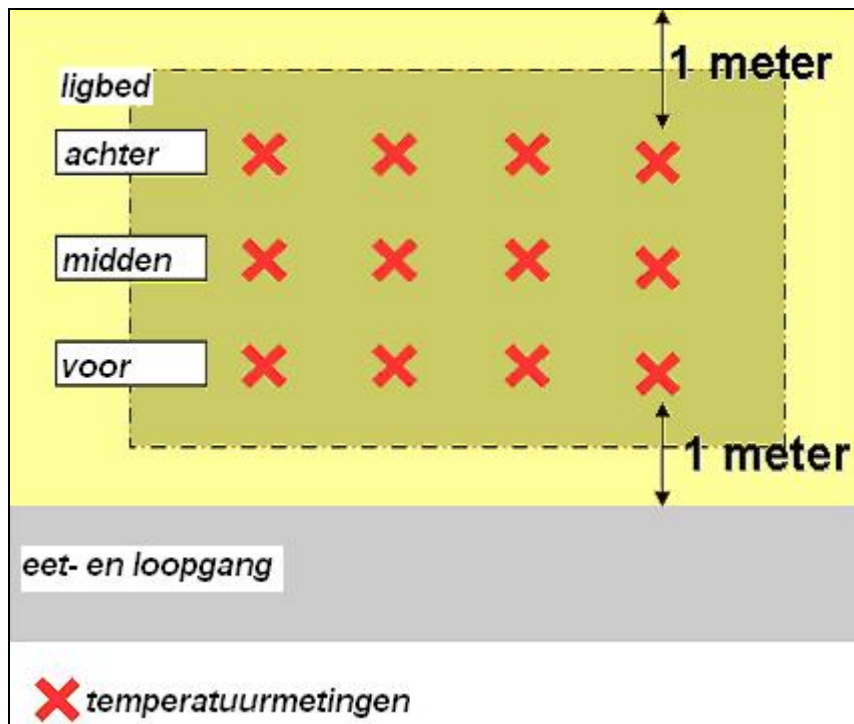 1 meter
ligbed
achter
midden
voor
1 meter
eet- en loopgang
temperatuurmetingen